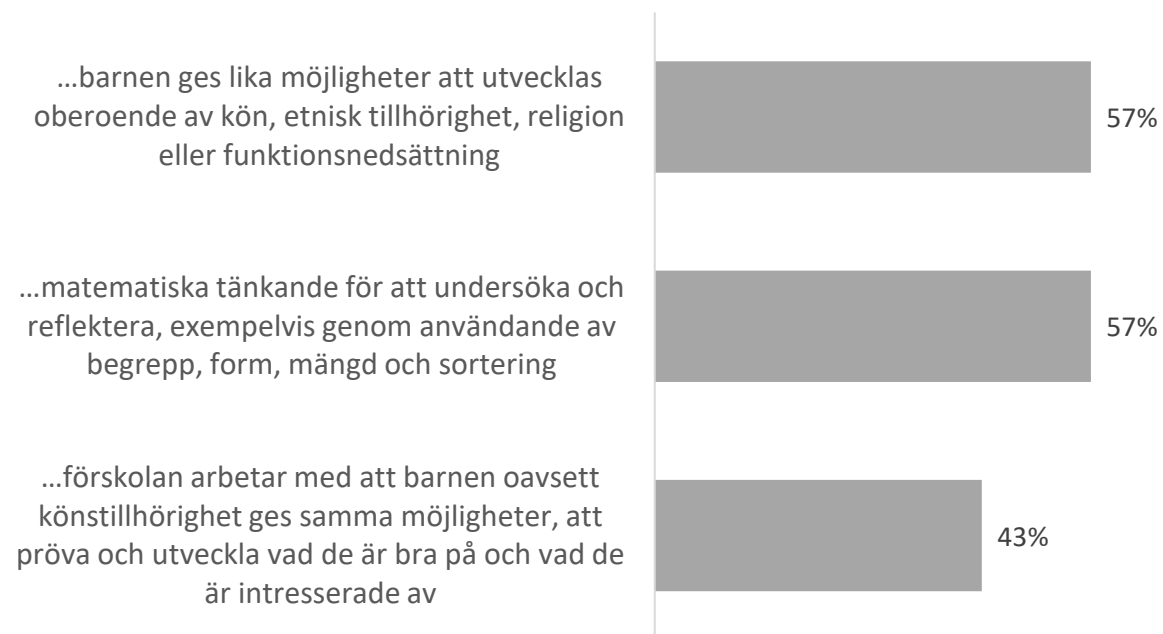 …barnen ges lika möjligheter att utvecklas
oberoende av kön, etnisk tillhörighet, religion
eller funktionsnedsättning
57%
…matematiska tänkande för att undersöka och
reflektera, exempelvis genom användande av
begrepp, form, mängd och sortering
57%
…förskolan arbetar med att barnen oavsett
könstillhörighet ges samma möjligheter, att
pröva och utveckla vad de är bra på och vad de
är intresserade av
43%